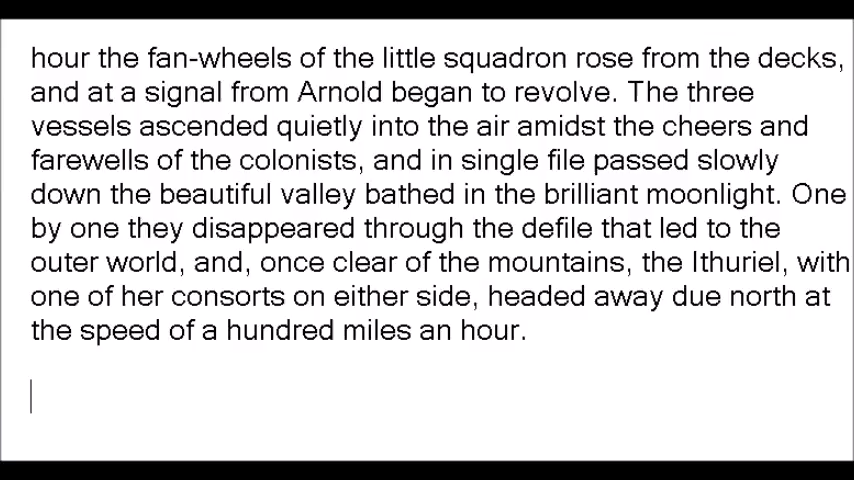 hour the fan-wheels of the little squadron rose from the decks,
and at a signal from Arnold began to revolve. The three
vessels ascended quietly into the air amidst the cheers and
farewells of the colonists, and in single file passed slowly
down the beautiful valley bathed in the brilliant moonlight. One
by one they disappeared through the defile that led to the
outer world, and, once clear of the mountains, the Ithuriel, with
one of her consorts on either side, headed away due north at
the speed of a hundred miles an hour.